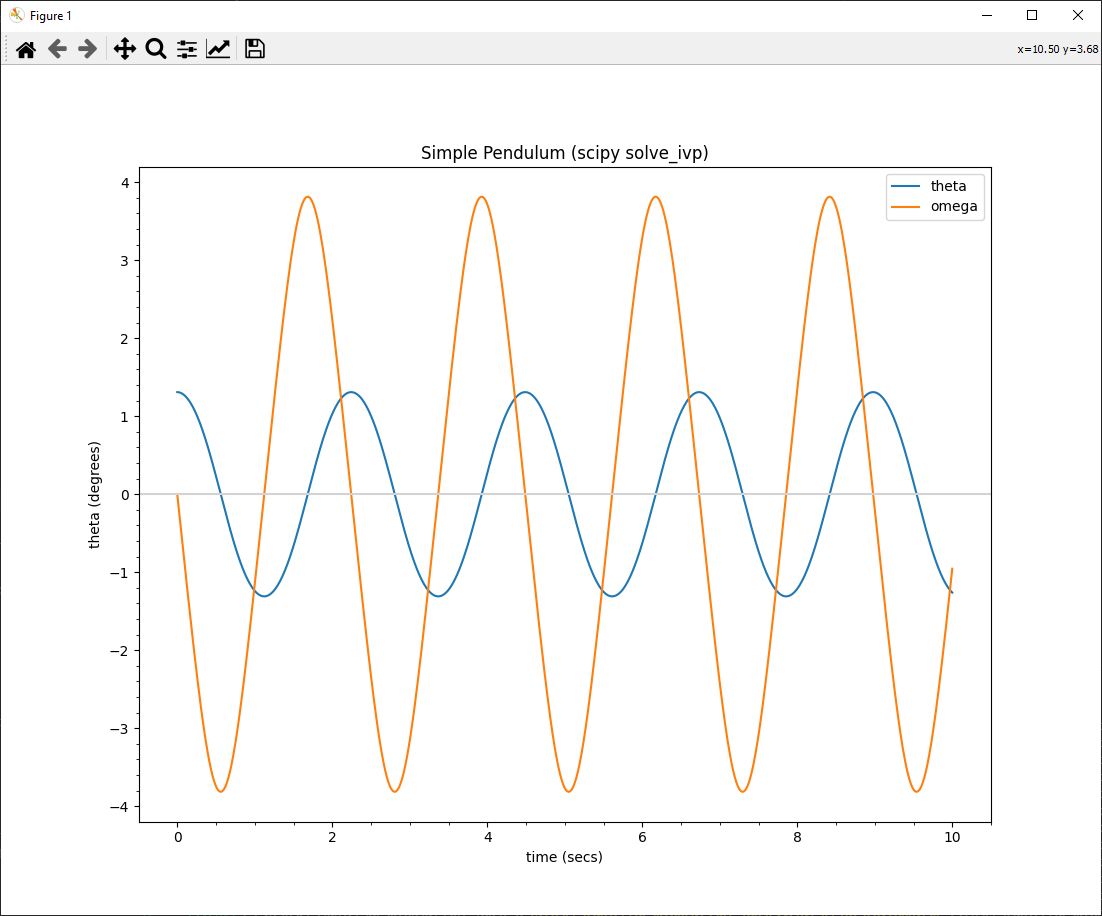 Figure 1
x=10.50 y=3.68
Simple Pendulum (scipy solve_ivp)
theta
omega
4
3
2
1
0
−1
−2
−3
−4
theta (degrees)
0 2 4 6 8 10
time (secs)